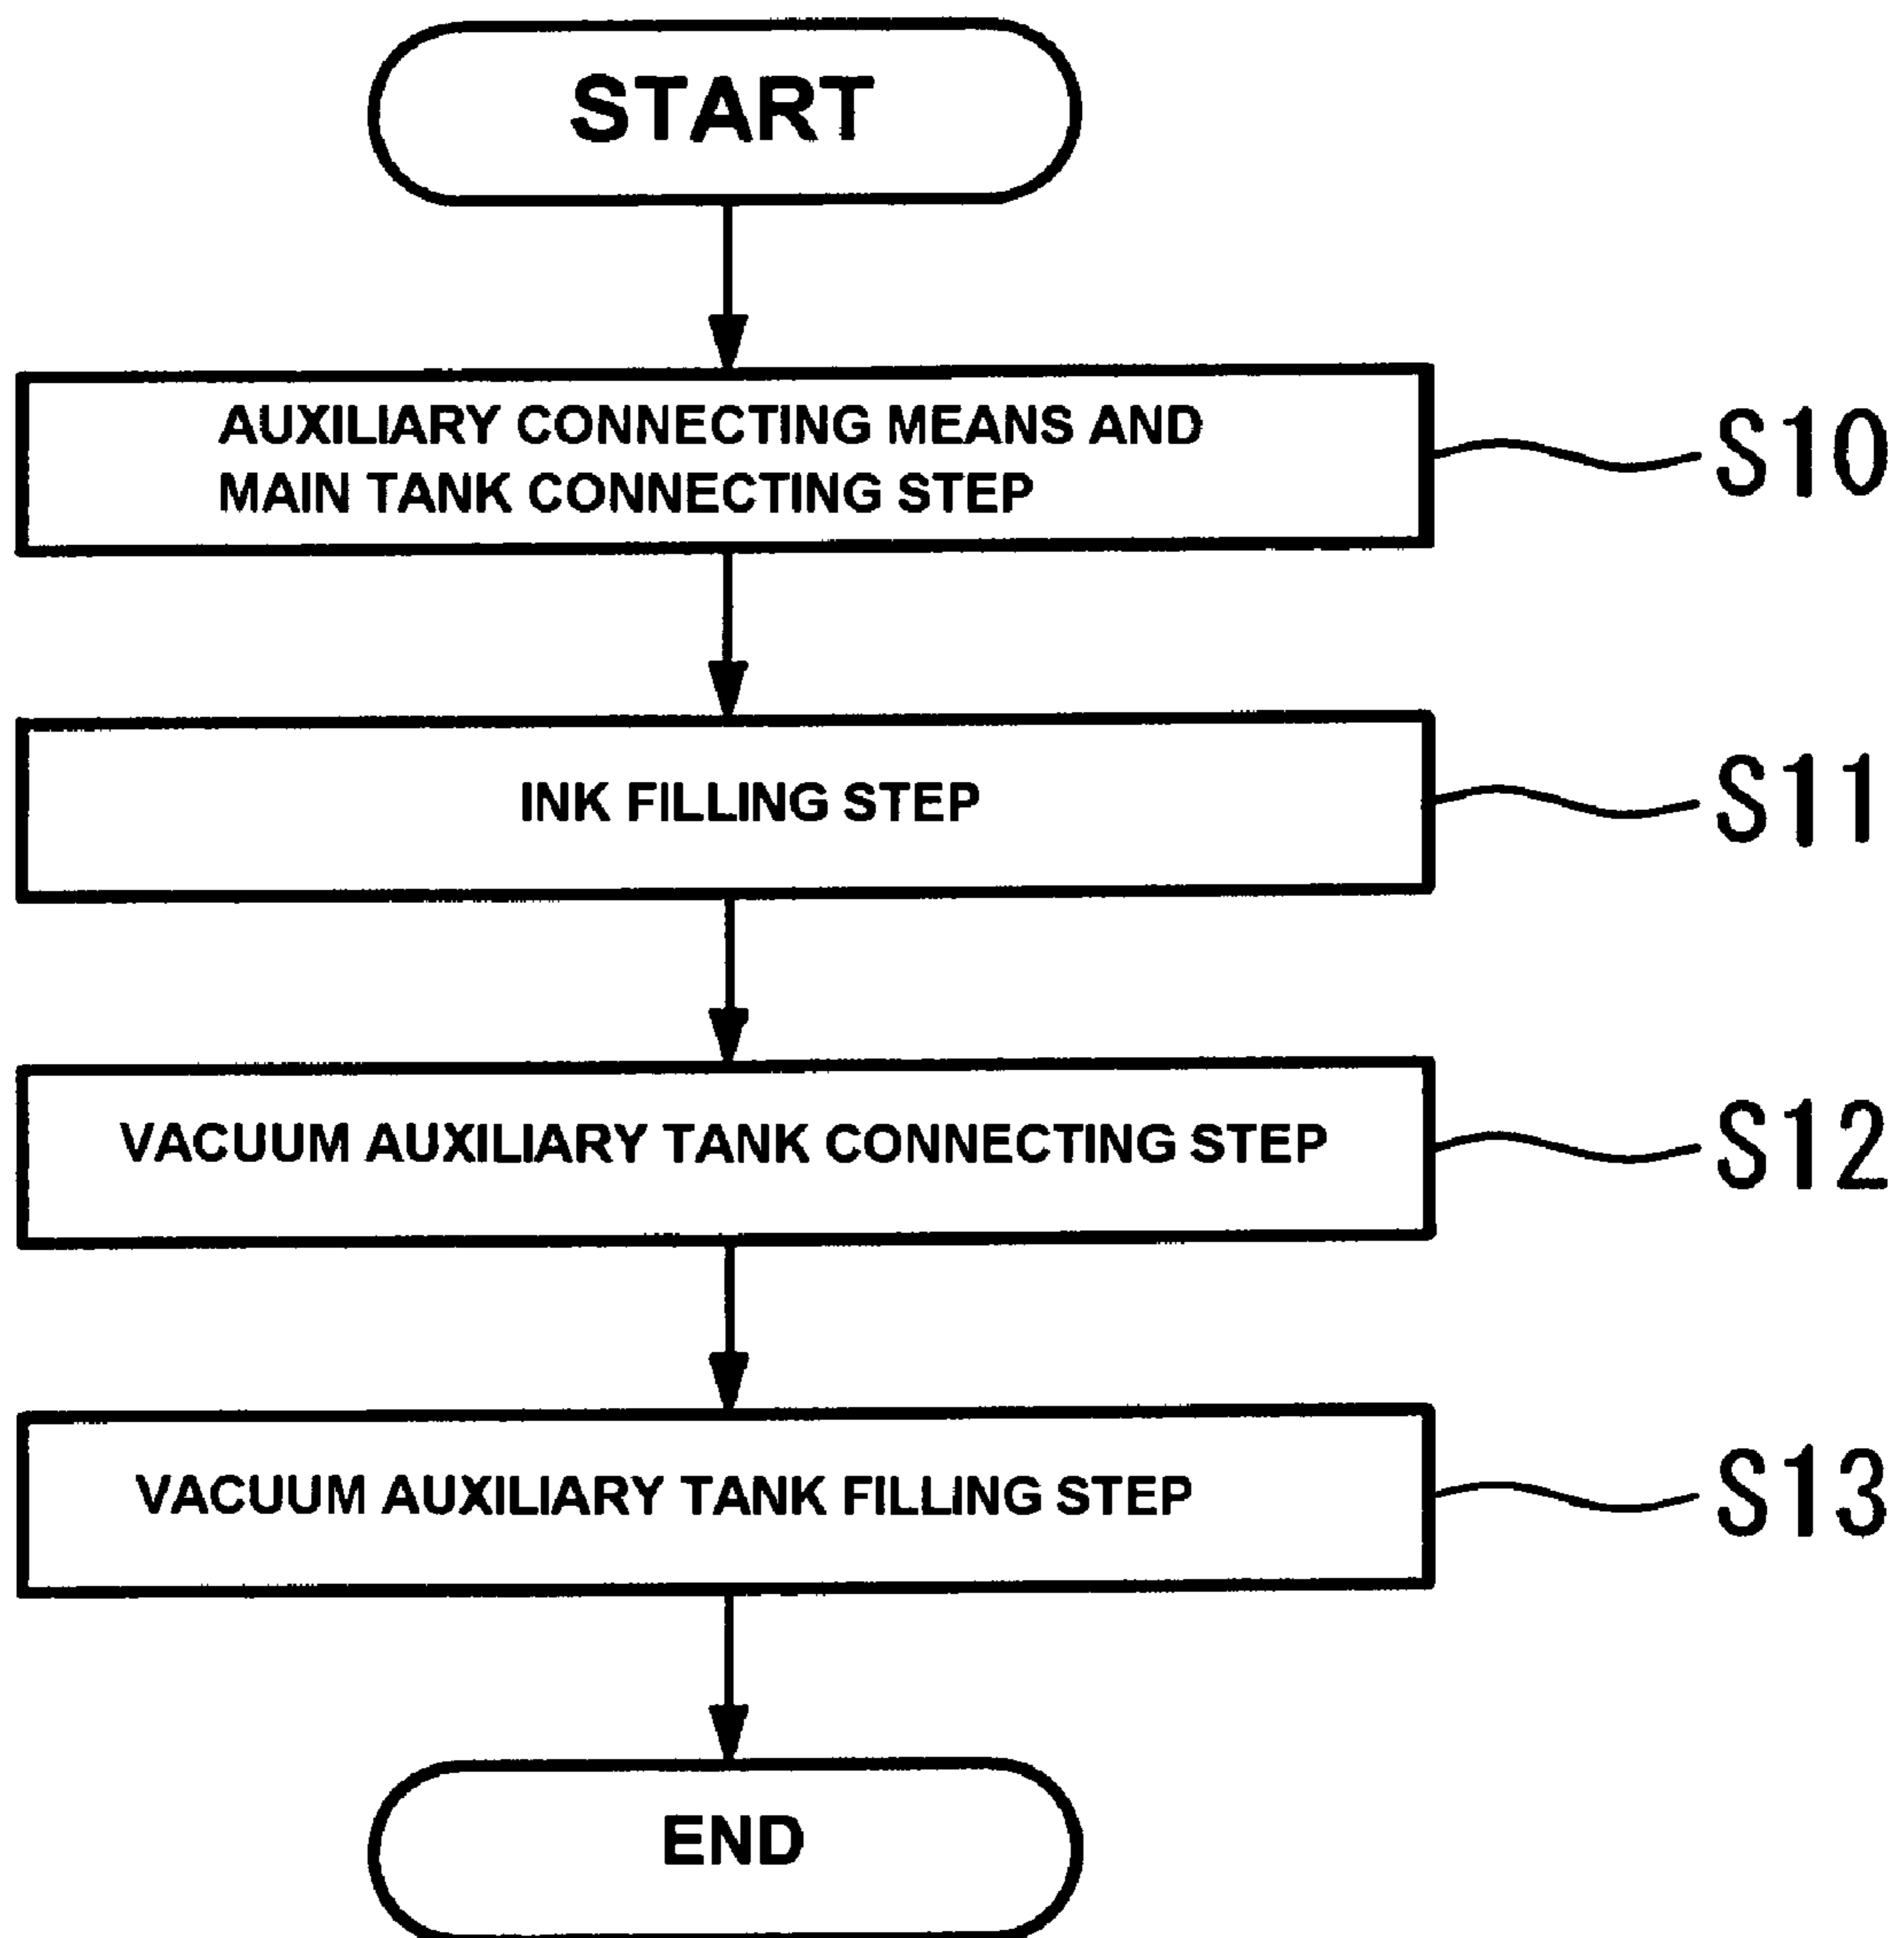 START
AUXILIARY CONNECTING MEANS AND
MAIN TANK CONNECTING STEP
S10
INK FILLING STEP
S11
VACUUM AUXILIARY TANK CONNECTING STEP
S12
VACUUM AUXILIARY TANK FILLING STEP
S13
END